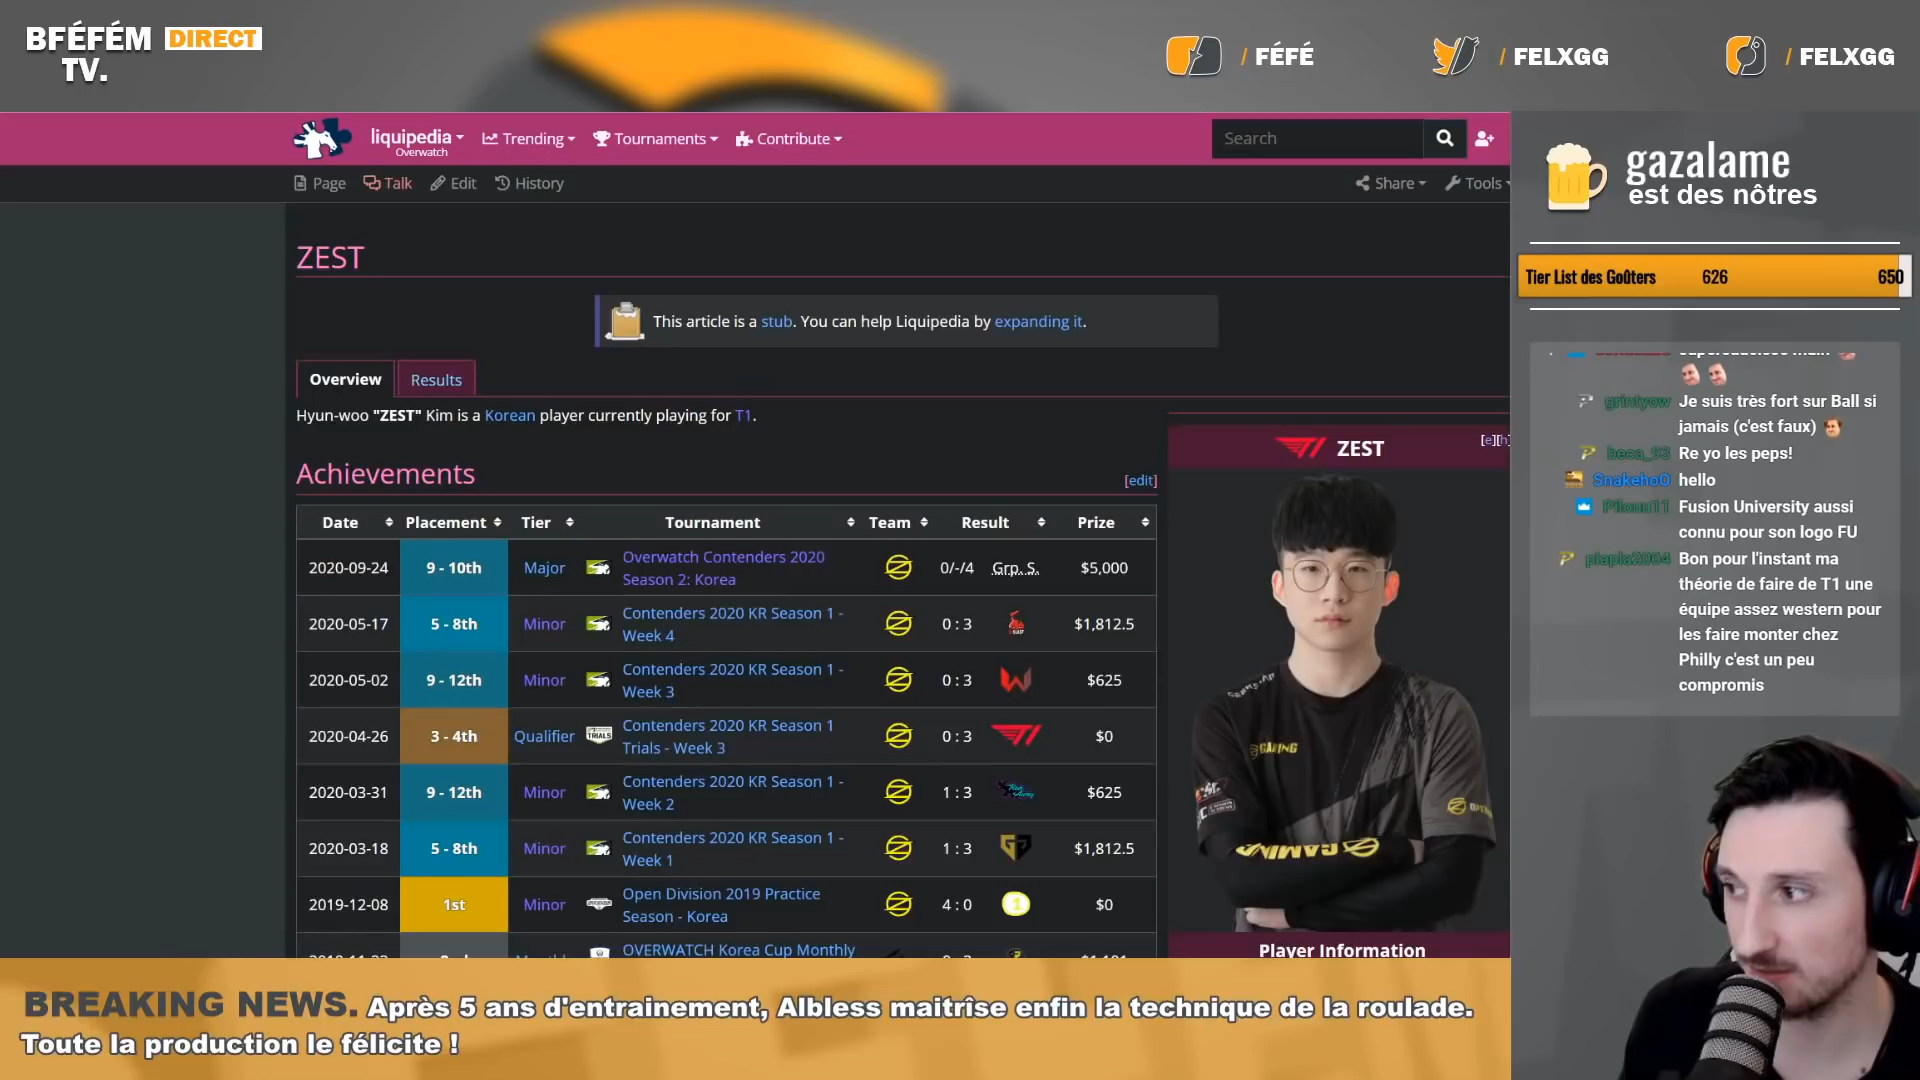 BFÉFÉM DIRECT
TV.
/ FÉFÉ
/ FELXGG
/ FELXGG
liquipedia
Overwatch
Trending
Tournaments
Contribute
Search
Page
Talk
Edit
History
Share
Tools
ZEST
This article is a stub. You can help Liquipedia by expanding it.
Overview
Results
Hyun-woo "ZEST" Kim is a Korean player currently playing for T1.
Achievements
[edit]
Date Placement Tier Tournament Team Result Prize
2020-09-24 9 - 10th Major Overwatch Contenders 2020 Season 2: Korea 0/-/4 Grp. S. $5,000
2020-05-17 5 - 8th Minor Contenders 2020 KR Season 1 - Week 4 0 : 3 $1,812.5
2020-05-02 9 - 12th Minor Contenders 2020 KR Season 1 - Week 3 0 : 3 $625
2020-04-26 3 - 4th Qualifier TRIALS Contenders 2020 KR Season 1 Trials - Week 3 0 : 3 $0
2020-03-31 9 - 12th Minor Contenders 2020 KR Season 1 - Week 2 1 : 3 $625
2020-03-18 5 - 8th Minor Contenders 2020 KR Season 1 - Week 1 1 : 3 $1,812.5
2019-12-08 1st Minor Open Division 2019 Practice Season - Korea 4 : 0 1 $0
OVERWATCH Korea Cup Monthly
ZEST
[e][h]
GAMING
Player Information
gazalame
est des nôtres
Tier List des Goûters 626 650
grintyow Je suis très fort sur Ball si
jamais (c'est faux)
beca_93 Re yo les peps!
SnakehoO hello
Pilouu11 Fusion University aussi
connu pour son logo FU
plapla2004 Bon pour l'instant ma
théorie de faire de T1 une
équipe assez western pour
les faire monter chez
Philly c'est un peu
compromis
BREAKING NEWS. Après 5 ans d'entrainement, Albless maitrîse enfin la technique de la roulade.
Toute la production le félicite !